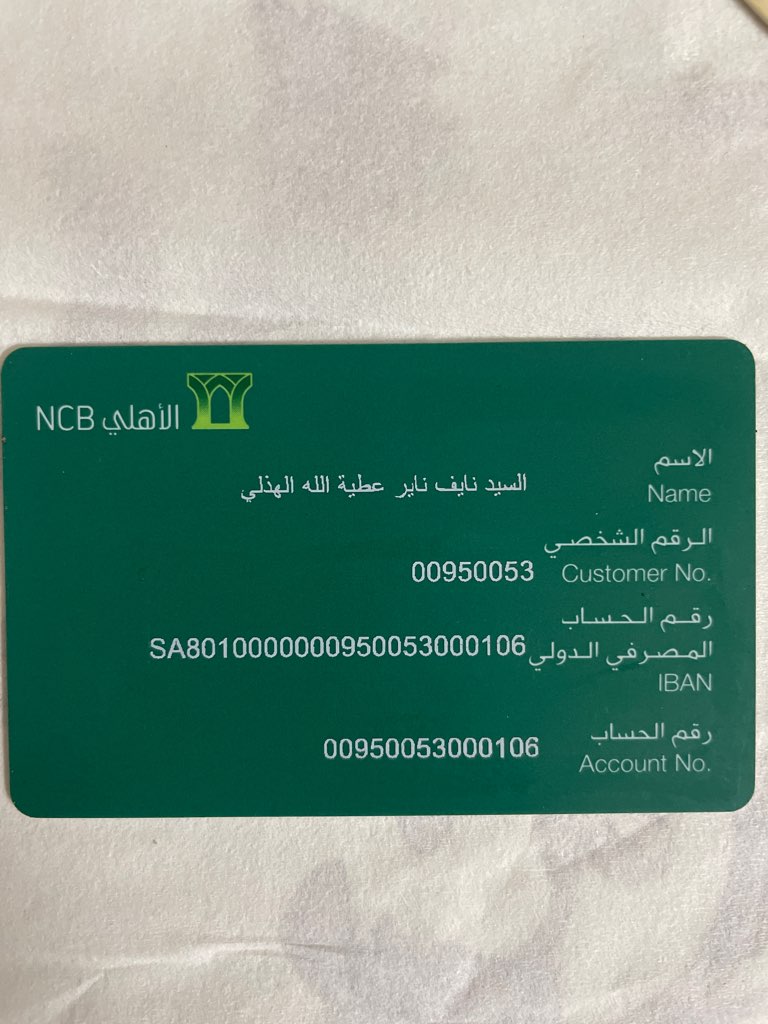 NCB الأهلي
الاسم
السيد نايف ناير عطية الله الهذلي
Name
الرقم الشخصي
00950053 Customer No.
رقم الحساب
المصرفي الدولي SA8010000000950053000106
IBAN
رقم الحساب
00950053000106
Account No.